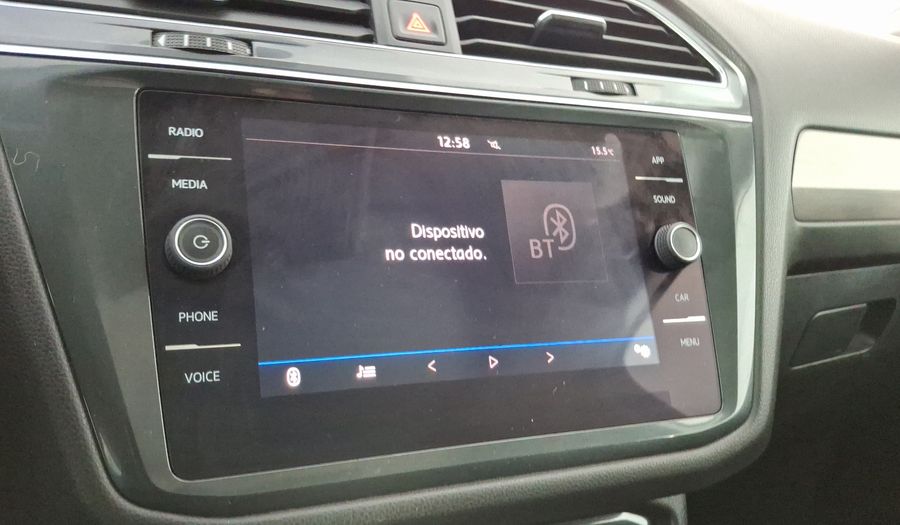 RADIO
MEDIA
PHONE
VOICE
12:58
15.5°C
Dispositivo
no conectado.
BT
APP
SOUND
CAR
MENU